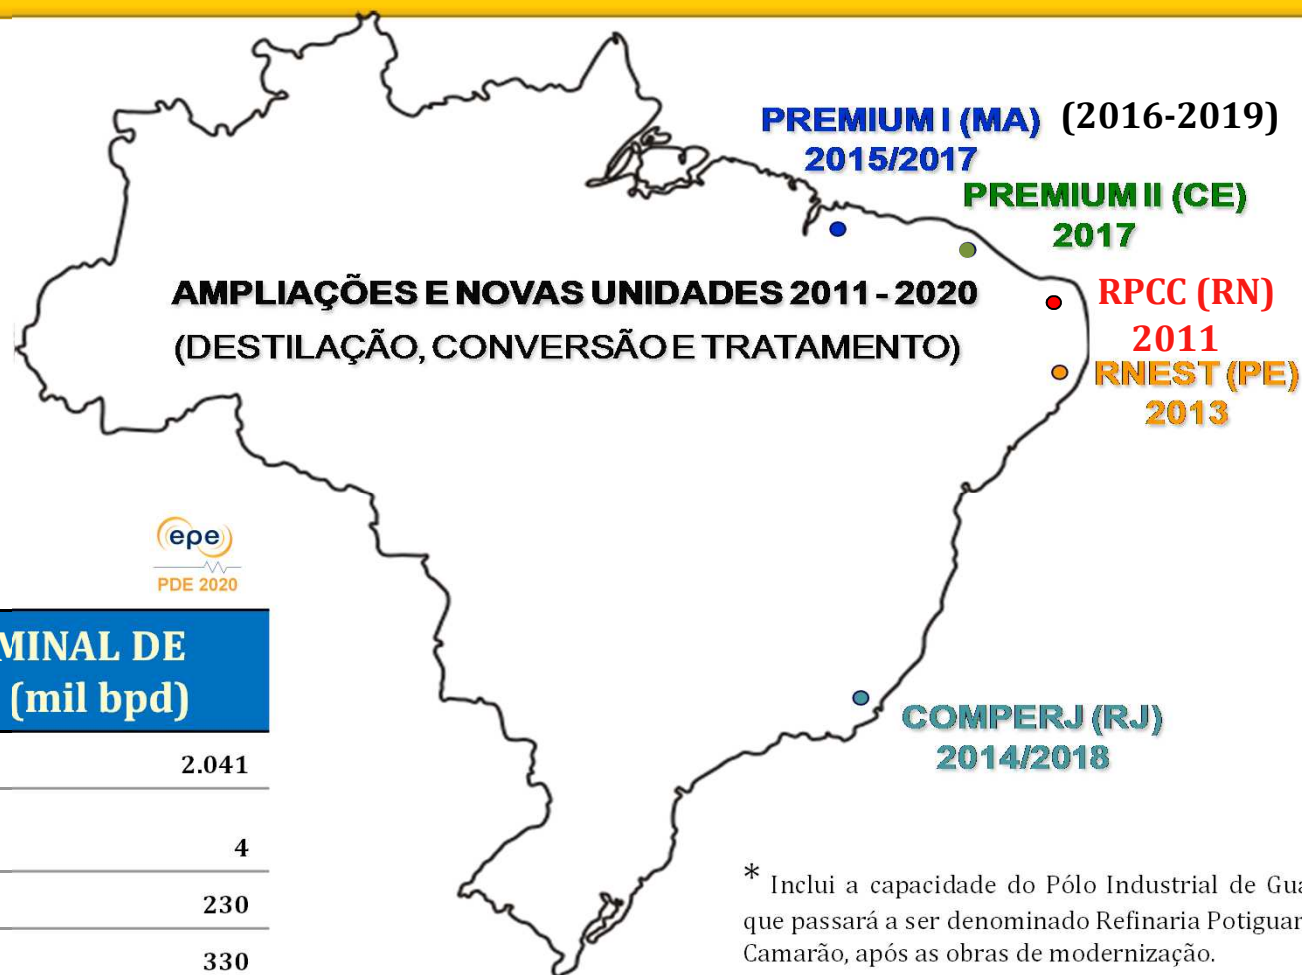 PREMIUM I (MA) (2016-2019)
2015/2017
PREMIUM II (CE)
2017
AMPLIAÇÕES E NOVAS UNIDADES 2011 - 2020
(DESTILAÇÃO, CONVERSÃO E TRATAMENTO)
RPCC (RN)
2011
RNEST (PE)
2013
epe
PDE 2020
MINAL DE
(mil bpd)
2.041
4
230
330
COMPERJ (RJ)
2014/2018
* Inclui a capacidade do Pólo Industrial de Gua
que passará a ser denominado Refinaria Potiguar
Camarão, após as obras de modernização.